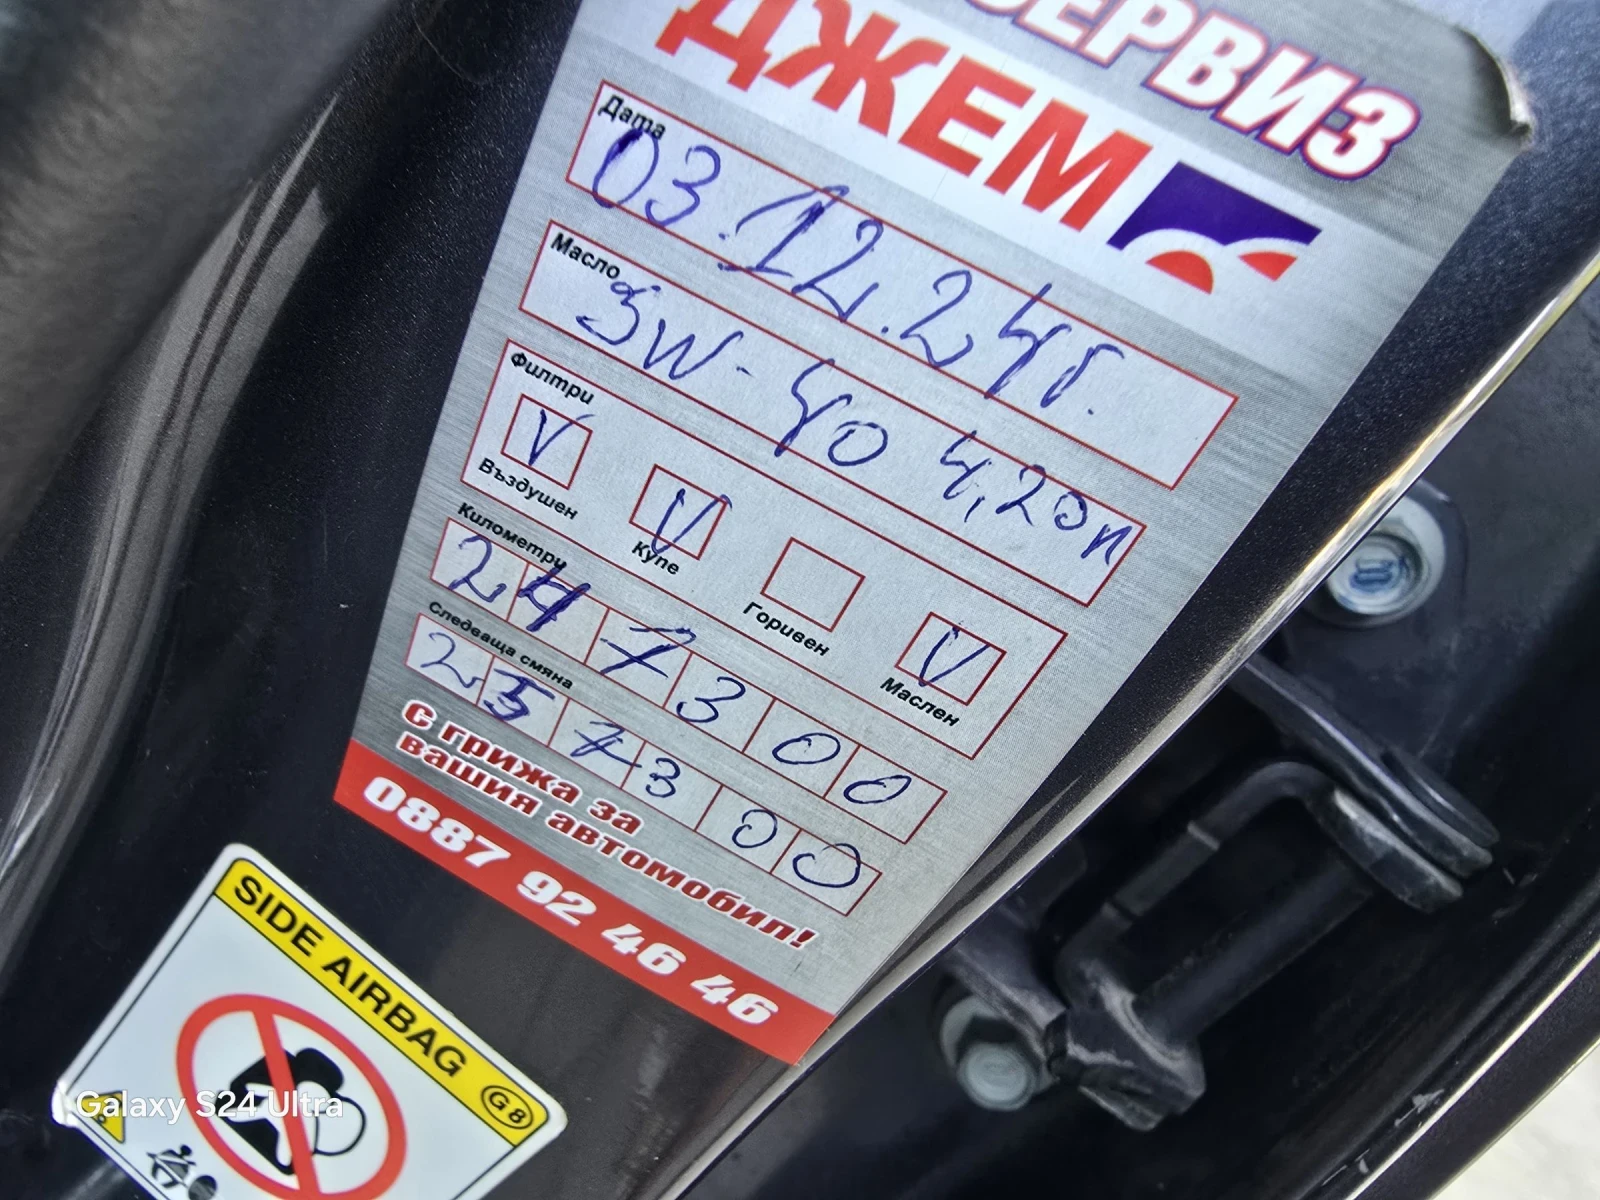 СЕРВИЗ
ДЖЕМ
Дата
03.12.24г.
Масло
5W-40 4,20л
Филтри
V V V
Въздушен Купе Горивен Маслен
Километри
247300
Следваща смяна
257300
С грижа за
вашия автомобил!
0887 92 46 46
SIDE AIRBAG
G8
Galaxy S24 Ultra